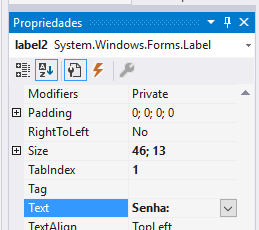 Propriedades
label2 System.Windows.Forms.Label
Modifiers Private
Padding 0; 0; 0; 0
RightToLeft No
Size 46; 13
TabIndex 1
Tag
Text Senha:
TextAlign TopLeft